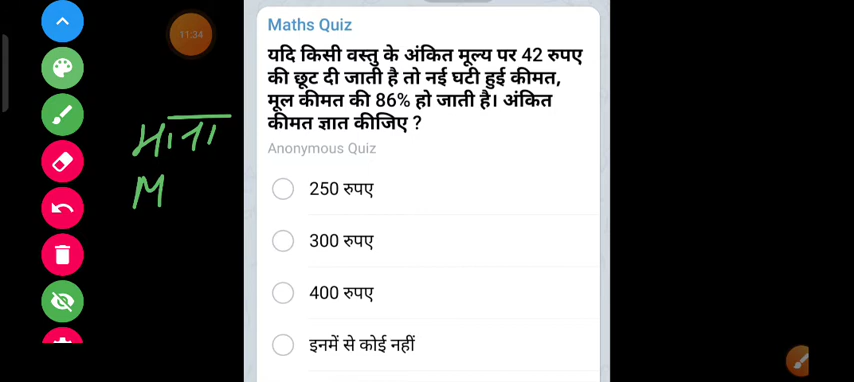 11:34
माना
M
Maths Quiz
यदि किसी वस्तु के अंकित मूल्य पर 42 रुपए
की छूट दी जाती है तो नई घटी हुई कीमत,
मूल कीमत की 86% हो जाती है। अंकित
कीमत ज्ञात कीजिए ?
Anonymous Quiz
250 रुपए
300 रुपए
400 रुपए
इनमें से कोई नहीं